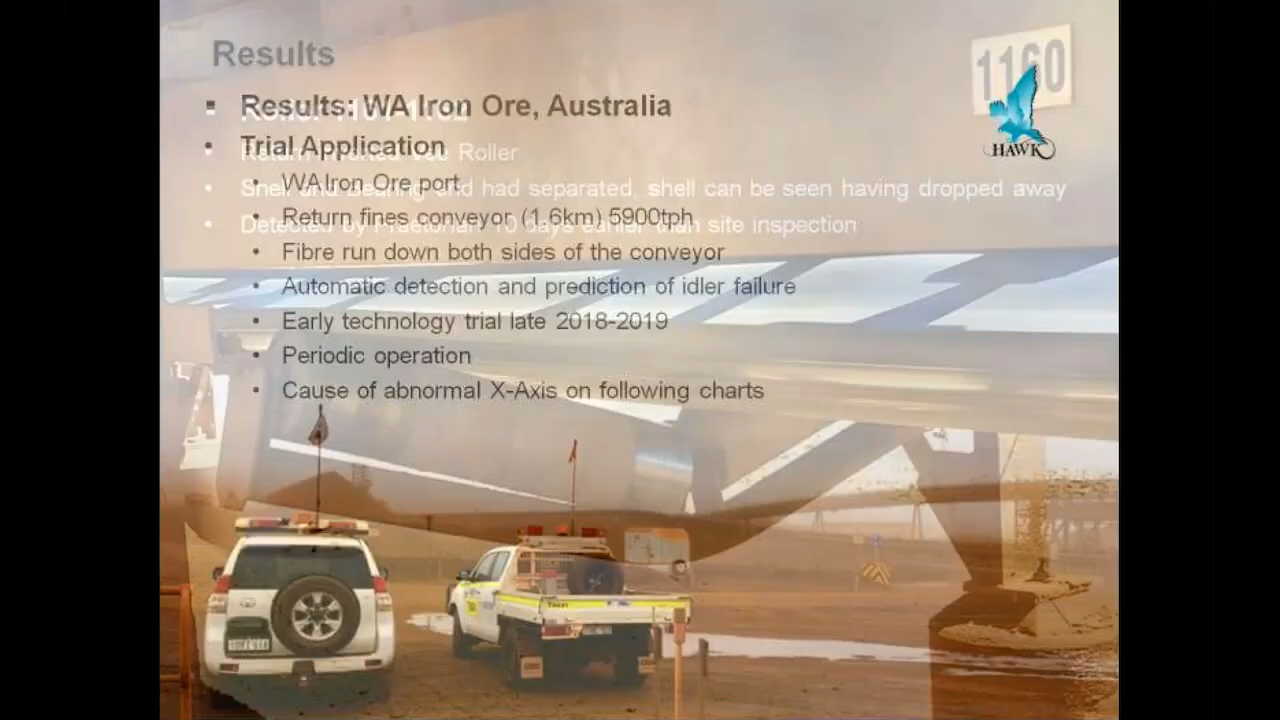 Results
1160
HAWK
Results: WA Iron Ore, Australia
Trial Application
Return Inverted Vee Roller
WA Iron Ore port
Shell and bearing end had separated, shell can be seen having dropped away
Return fines conveyor (1.6km) 5900tph
Detected by Praetorian 10 days earlier than site inspection
Fibre run down both sides of the conveyor
Automatic detection and prediction of idler failure
Early technology trial late 2018-2019
Periodic operation
Cause of abnormal X-Axis on following charts